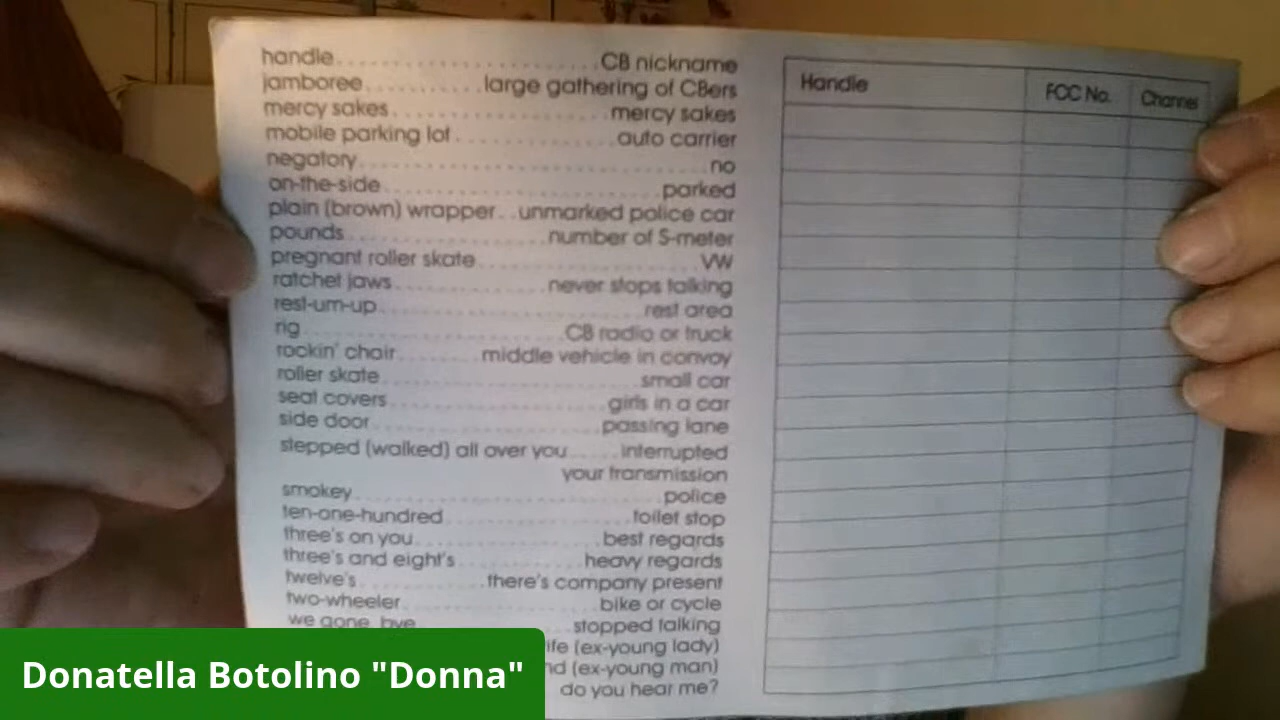 handle......................CB nickname
jamboree...........large gathering of CBers
mercy sakes....................mercy sakes
mobile parking lot..............auto carrier
negatory................................no
on-the-side.........................parked
plain (brown) wrapper..unmarked police car
pounds.................number of S-meter
pregnant roller skate....................VW
ratchet jaws..............never stops talking
rest-um-up........................rest area
rig........................CB radio or truck
rockin' chair........middle vehicle in convoy
roller skate.......................small car
seat covers....................girls in a car
side door.....................passing lane
stepped (walked) all over you.....interrupted
your transmission
smokey............................police
ten-one-hundred................toilet stop
three's on you................best regards
three's and eight's...........heavy regards
twelve's............there's company present
two-wheeler.................bike or cycle
we gone, bye.............stopped talking
(ex-young lady)
(ex-young man)
do you hear me?
Handle
FCC No.
Channel
Donatella Botolino "Donna"